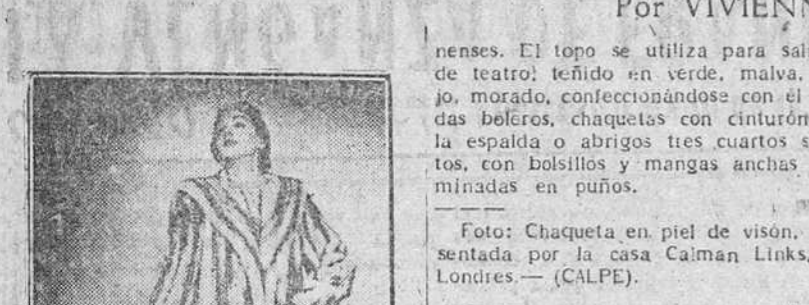 Por VIVIENN
nenses. El topo se utiliza para sal
de teatro; teñido en verde, malva,
jo, morado, confeccionándose con él
das boleros, chaquetas con cinturón
la espalda o abrigos tres cuartos s
tos, con bolsillos y mangas anchas
minadas en puños.
Foto: Chaqueta en piel de visón,
sentada por la casa Calman Links,
Londres.— (CALPE).